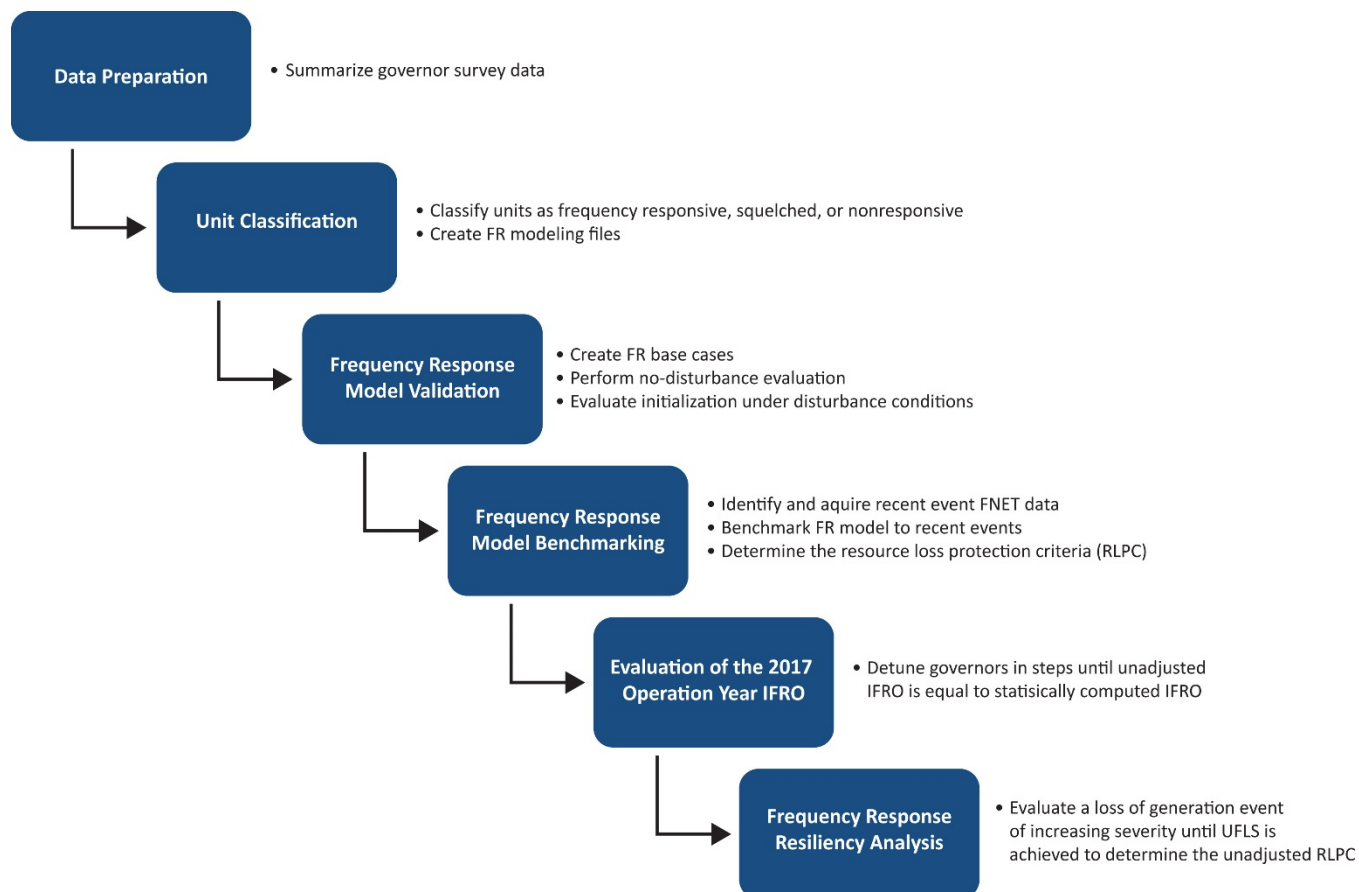 Data Preparation
• Summarize governor survey data
Unit Classification
• Classify units as frequency responsive, squelched, or nonresponsive
• Create FR modeling files
Frequency Response
Model Validation
• Create FR base cases
• Perform no-disturbance evaluation
• Evaluate initialization under disturbance conditions
Frequency Response
Model Benchmarking
• Identify and aquire recent event FNET data
• Benchmark FR model to recent events
• Determine the resource loss protection criteria (RLPC)
Evaluation of the 2017
Operation Year IFRO
• Detune governors in steps until unadjusted
IFRO is equal to statisically computed IFRO
Frequency Response
Resiliency Analysis
• Evaluate a loss of generation event
of increasing severity until UFLS is
achieved to determine the unadjusted RLPC